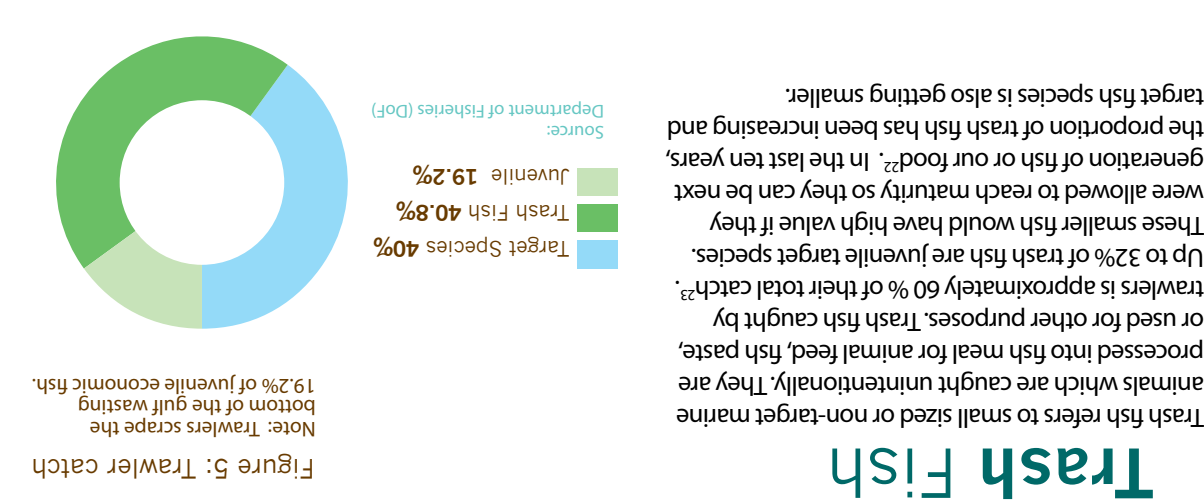 Trash Fish
Trash fish refers to small sized or non-target marine
animals which are caught unintentionally. They are
processed into fish meal for animal feed, fish paste,
or used for other purposes. Trash fish caught by
trawlers is approximately 60 % of their total catch23.
Up to 32% of trash fish are juvenile target species.
These smaller fish would have high value if they
were allowed to reach maturity so they can be next
generation of fish or our food22. In the last ten years,
the proportion of trash fish has been increasing and
target fish species is also getting smaller.
Figure 5: Trawler catch
Note: Trawlers scrape the
bottom of the gulf wasting
19.2% of juvenile economic fish.
Target Species 40%
Trash Fish 40.8%
Juvenile 19.2%
Source:
Department of Fisheries (DoF)